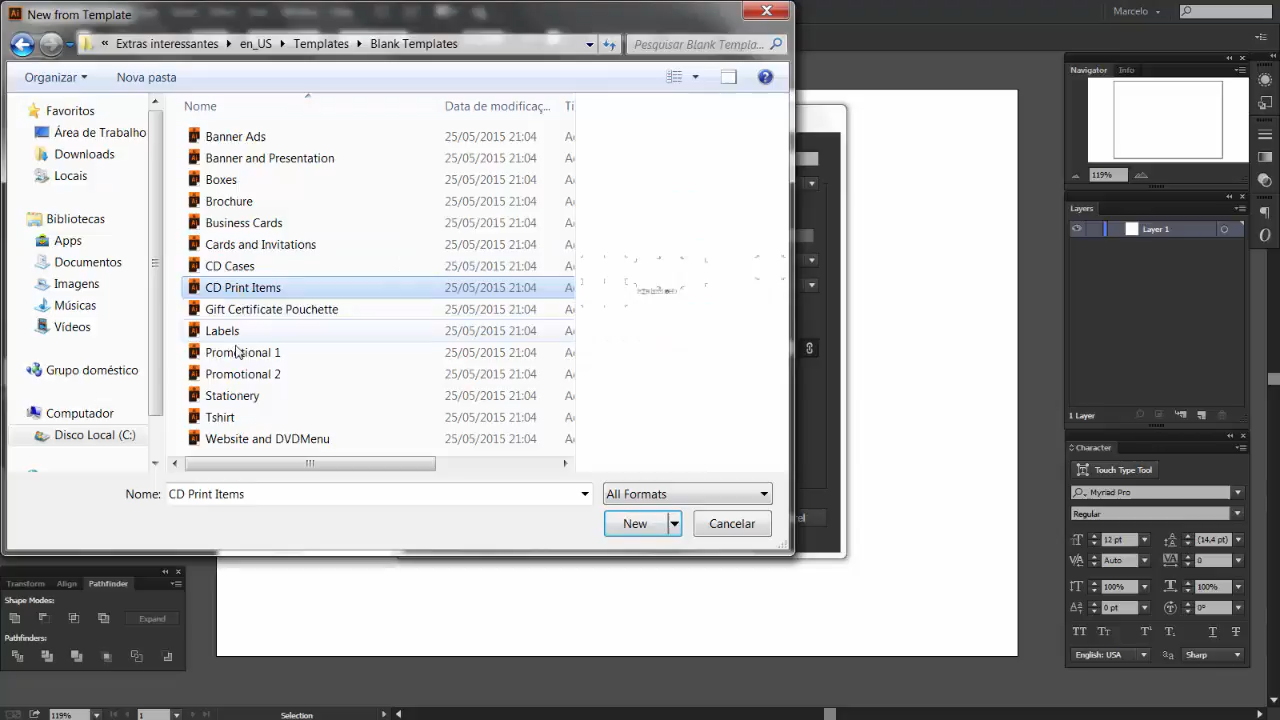 New from Template
Marcelo
« Extras interessantes en_US Templates Blank Templates
Pesquisar Blank Templa...
Organizar Nova pasta
Navigator Info
Favoritos
Área de Trabalho
Downloads
Locais
Bibliotecas
Apps
Documentos
Imagens
Músicas
Vídeos
Grupo doméstico
Computador
Disco Local (C:)
Nome Data de modificaç... Ti
Banner Ads 25/05/2015 21:04
Banner and Presentation 25/05/2015 21:04
Boxes 25/05/2015 21:04
Brochure 25/05/2015 21:04
Business Cards 25/05/2015 21:04
Cards and Invitations 25/05/2015 21:04
CD Cases 25/05/2015 21:04
CD Print Items 25/05/2015 21:04
Gift Certificate Pouchette 25/05/2015 21:04
Labels 25/05/2015 21:04
Promotional 1 25/05/2015 21:04
Promotional 2 25/05/2015 21:04
Stationery 25/05/2015 21:04
Tshirt 25/05/2015 21:04
Website and DVDMenu 25/05/2015 21:04
Nome: CD Print Items All Formats
New Cancelar
119%
Layers
Layer 1
1 Layer
Character
Touch Type Tool
Myriad Pro
Regular
12 pt (14,4 pt)
Auto 0
100% 100%
0 pt 0°
English: USA Sharp
Transform Align Pathfinder
Shape Modes:
Expand
Pathfinders:
119% 1 Selection